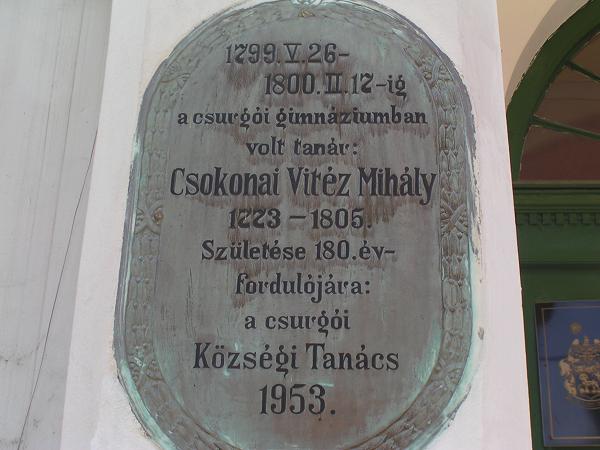 1799.V.26-
1800.II.17-ig
a csurgói gimnáziumban
volt tanár:
Csokonai Vitéz Mihály
1773 – 1805.
Születése 180. év-
fordulójára:
a csurgói
Községi Tanács
1953.